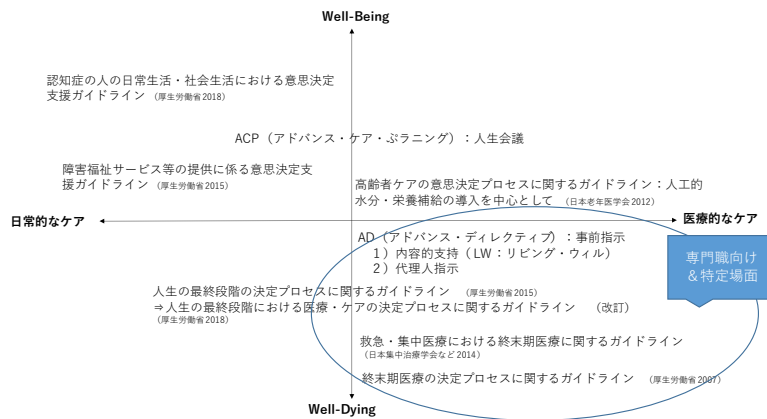 Well-Being
認知症の人の日常生活・社会生活における意思決定
支援ガイドライン （厚生労働省2018）
ACP（アドバンス・ケア・ぷラニング）：人生会議
障害福祉サービス等の提供に係る意思決定支
援ガイドライン （厚生労働省2015）
高齢者ケアの意思決定プロセスに関するガイドライン：人工的
水分・栄養補給の導入を中心として （日本老年医学会2012）
日常的なケア
医療的なケア
AD（アドバンス・ディレクティブ）：事前指示
１）内容的支持（LW：リビング・ウィル）
２）代理人指示
専門職向け
＆特定場面
人生の最終段階の決定プロセスに関するガイドライン （厚生労働省2015）
⇒人生の最終段階における医療・ケアの決定プロセスに関するガイドライン （改訂）
（厚生労働省2018）
救急・集中医療における終末期医療に関するガイドライン
（日本集中治療学会など2014）
終末期医療の決定プロセスに関するガイドライン （厚生労働省2007）
Well-Dying